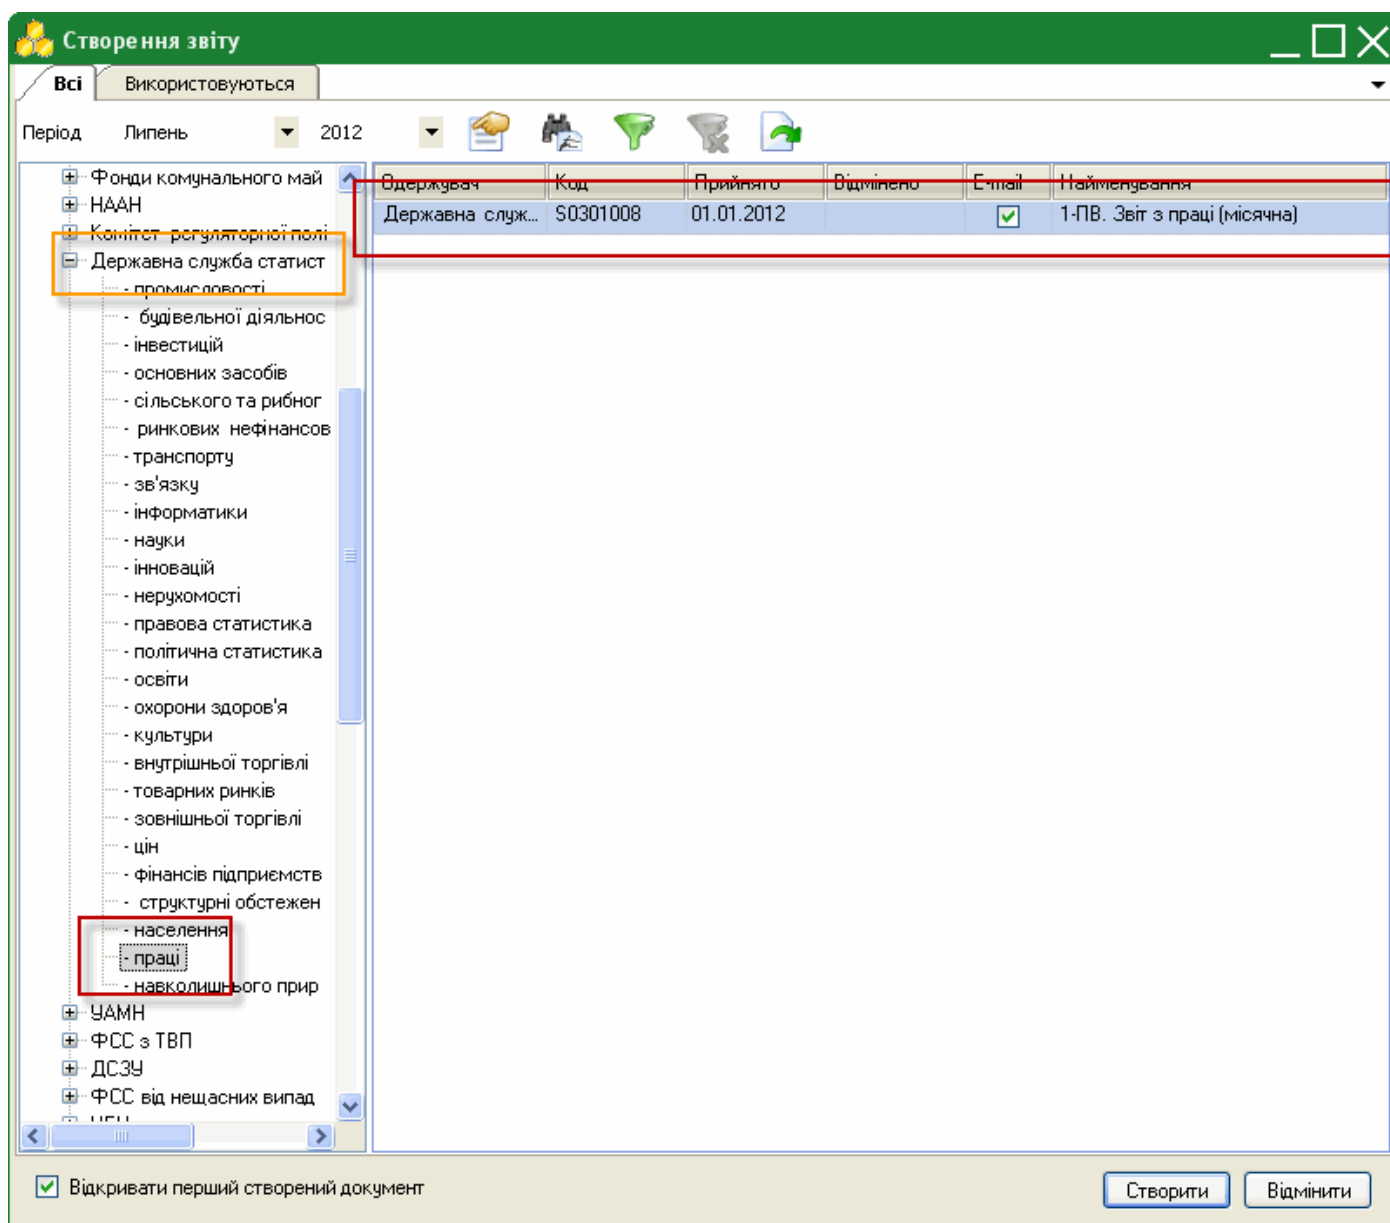 Створення звіту
Всі Використовуються
Період Липень 2012
Одержувач Код Прийнято Відмінено E-mail Найменування
Державна служ... S0301008 01.01.2012 1-ПВ. Звіт з праці (місячна)
Фонди комунального май
НААН
Комітет регуляторної полі
Державна служба статист
- промисловості
- будівельної діяльнос
- інвестицій
- основних засобів
- сільського та рибног
- ринкових нефінансов
- транспорту
- зв'язку
- інформатики
- науки
- інновацій
- нерухомості
- правова статистика
- політична статистика
- освіти
- охорони здоров'я
- культури
- внутрішньої торгівлі
- товарних ринків
- зовнішньої торгівлі
- цін
- фінансів підприємств
- структурні обстежен
- населення
- праці
- навколишнього прир
УАМН
ФСС з ТВП
ДСЗУ
ФСС від нещасних випад
Відкривати перший створений документ
Створити Відмінити